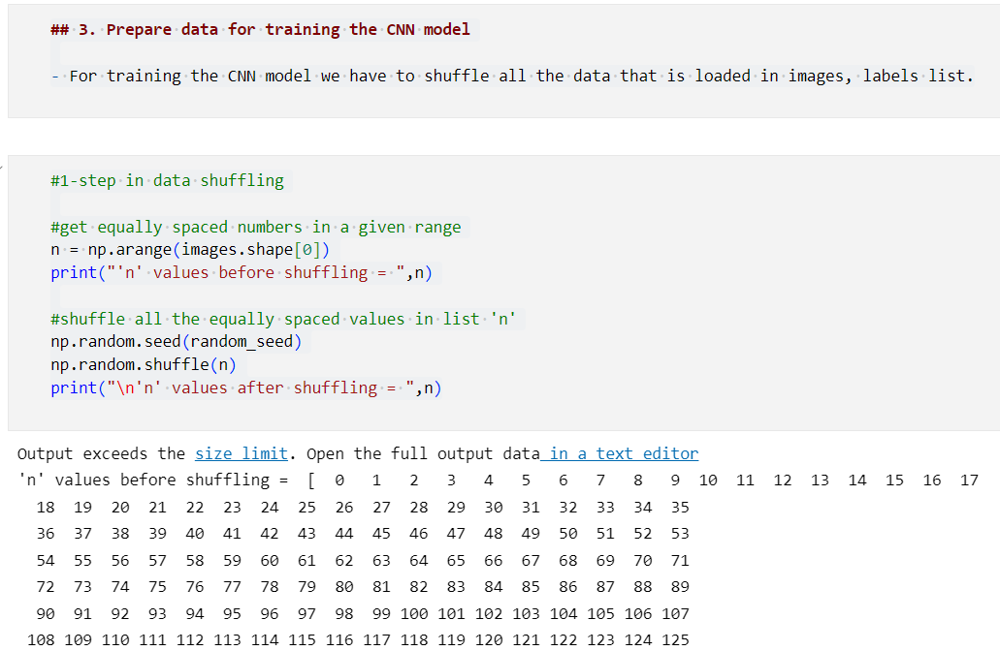 ## 3. Prepare data for training the CNN model
- For training the CNN model we have to shuffle all the data that is loaded in images, labels list.
#1-step in data shuffling
#get equally spaced numbers in a given range
n = np.arange(images.shape[0])
print("'n' values before shuffling = ",n)
#shuffle all the equally spaced values in list 'n'
np.random.seed(random_seed)
np.random.shuffle(n)
print("\n'n' values after shuffling = ",n)
Output exceeds the size limit. Open the full output data in a text editor
'n' values before shuffling =  [  0   1   2   3   4   5   6   7   8   9  10  11  12  13  14  15  16  17
  18  19  20  21  22  23  24  25  26  27  28  29  30  31  32  33  34  35
  36  37  38  39  40  41  42  43  44  45  46  47  48  49  50  51  52  53
  54  55  56  57  58  59  60  61  62  63  64  65  66  67  68  69  70  71
  72  73  74  75  76  77  78  79  80  81  82  83  84  85  86  87  88  89
  90  91  92  93  94  95  96  97  98  99 100 101 102 103 104 105 106 107
 108 109 110 111 112 113 114 115 116 117 118 119 120 121 122 123 124 125